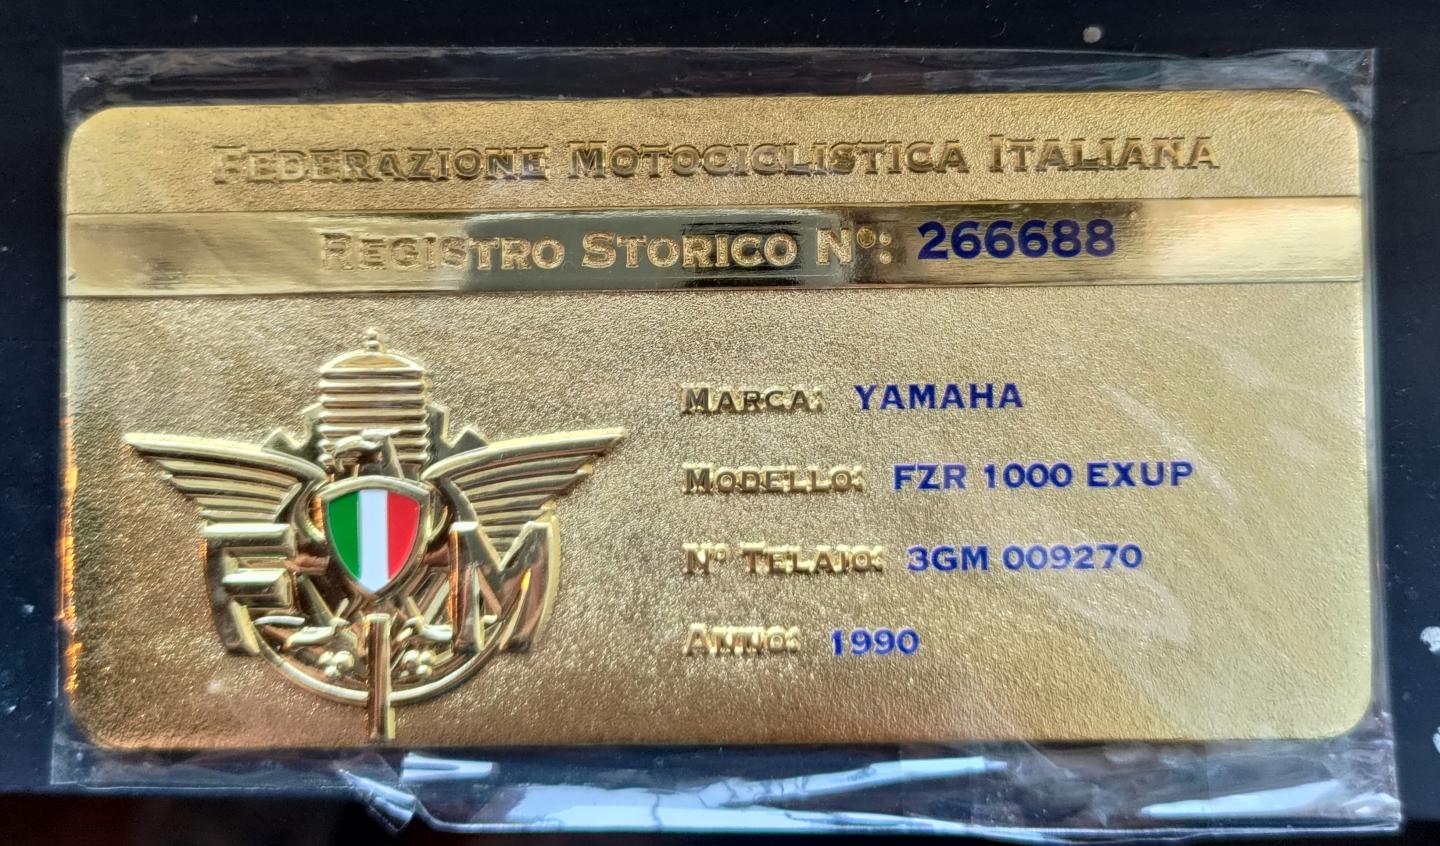 Federazione Motociclistica Italiana
Registro Storico N°: 266688
Marca: YAMAHA
Modello: FZR 1000 EXUP
N° Telaio: 3GM 009270
Anno: 1990
F M